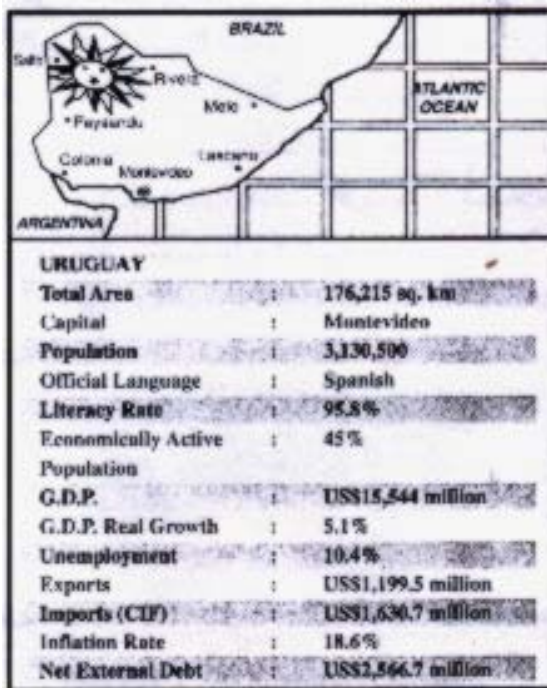 BRAZIL
Salto
Rivera
ATLANTIC
OCEAN
Melo
Paysandu
Lascano
Colonia
Montevideo
ARGENTINA
URUGUAY
Total Area : 176,215 sq. km
Capital : Montevideo
Population : 3,130,500
Official Language : Spanish
Literacy Rate : 95.8%
Economically Active : 45%
Population
G.D.P. : US$15,544 million
G.D.P. Real Growth : 5.1%
Unemployment : 10.4%
Exports : US$1,199.5 million
Imports (CIF) : US$1,630.7 million
Inflation Rate : 18.6%
Net External Debt : US$2,566.7 million